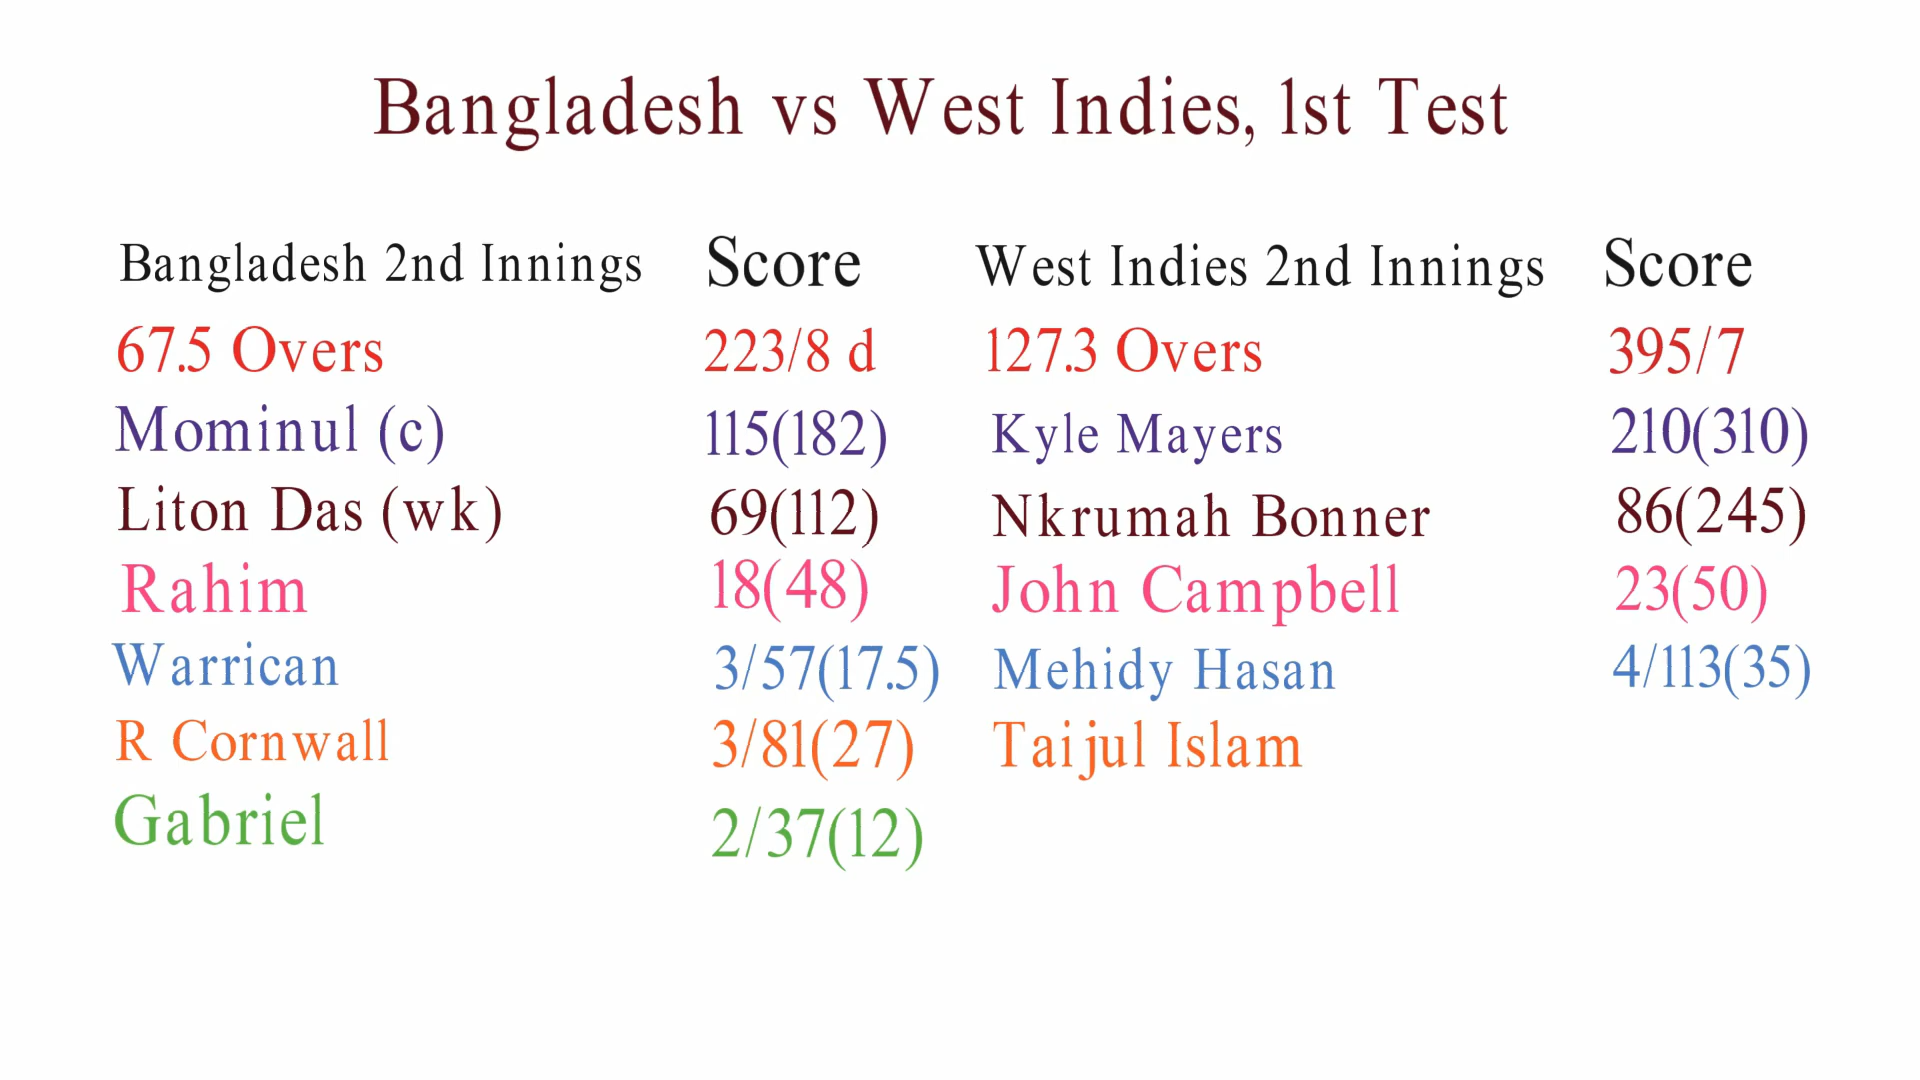 Bangladesh vs West Indies, 1st Test
Bangladesh 2nd Innings Score West Indies 2nd Innings Score
67.5 Overs 223/8 d 127.3 Overs 395/7
Mominul (c) 115(182) Kyle Mayers 210(310)
Liton Das (wk) 69(112) Nkrumah Bonner 86(245)
Rahim 18(48) John Campbell 23(50)
Warrican 3/57(17.5) Mehidy Hasan 4/113(35)
R Cornwall 3/81(27) Taijul Islam
Gabriel 2/37(12)